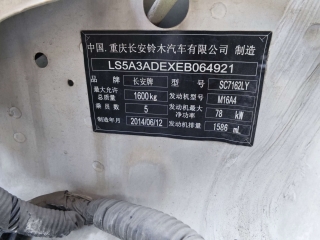 中国.重庆长安铃木汽车有限公司 制造
LS5A3ADEXEB064921
品 牌 长安牌 型 号 SC7162LY
最大允许总质量 1600kg 发动机型号 M16A4
乘员数 5 发动机最大净功率 78 kW
制造年月 2014/06/12 发动机排量 1586 mL